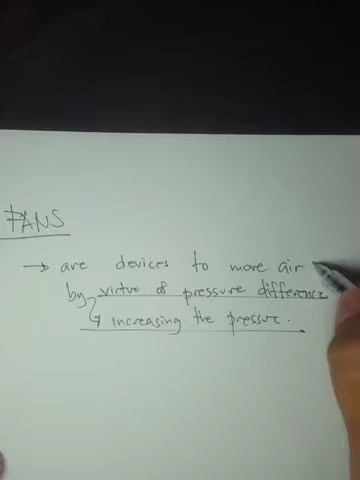 FANS
→ are devices to move air
by virtue of pressure difference
↳ increasing the pressure.